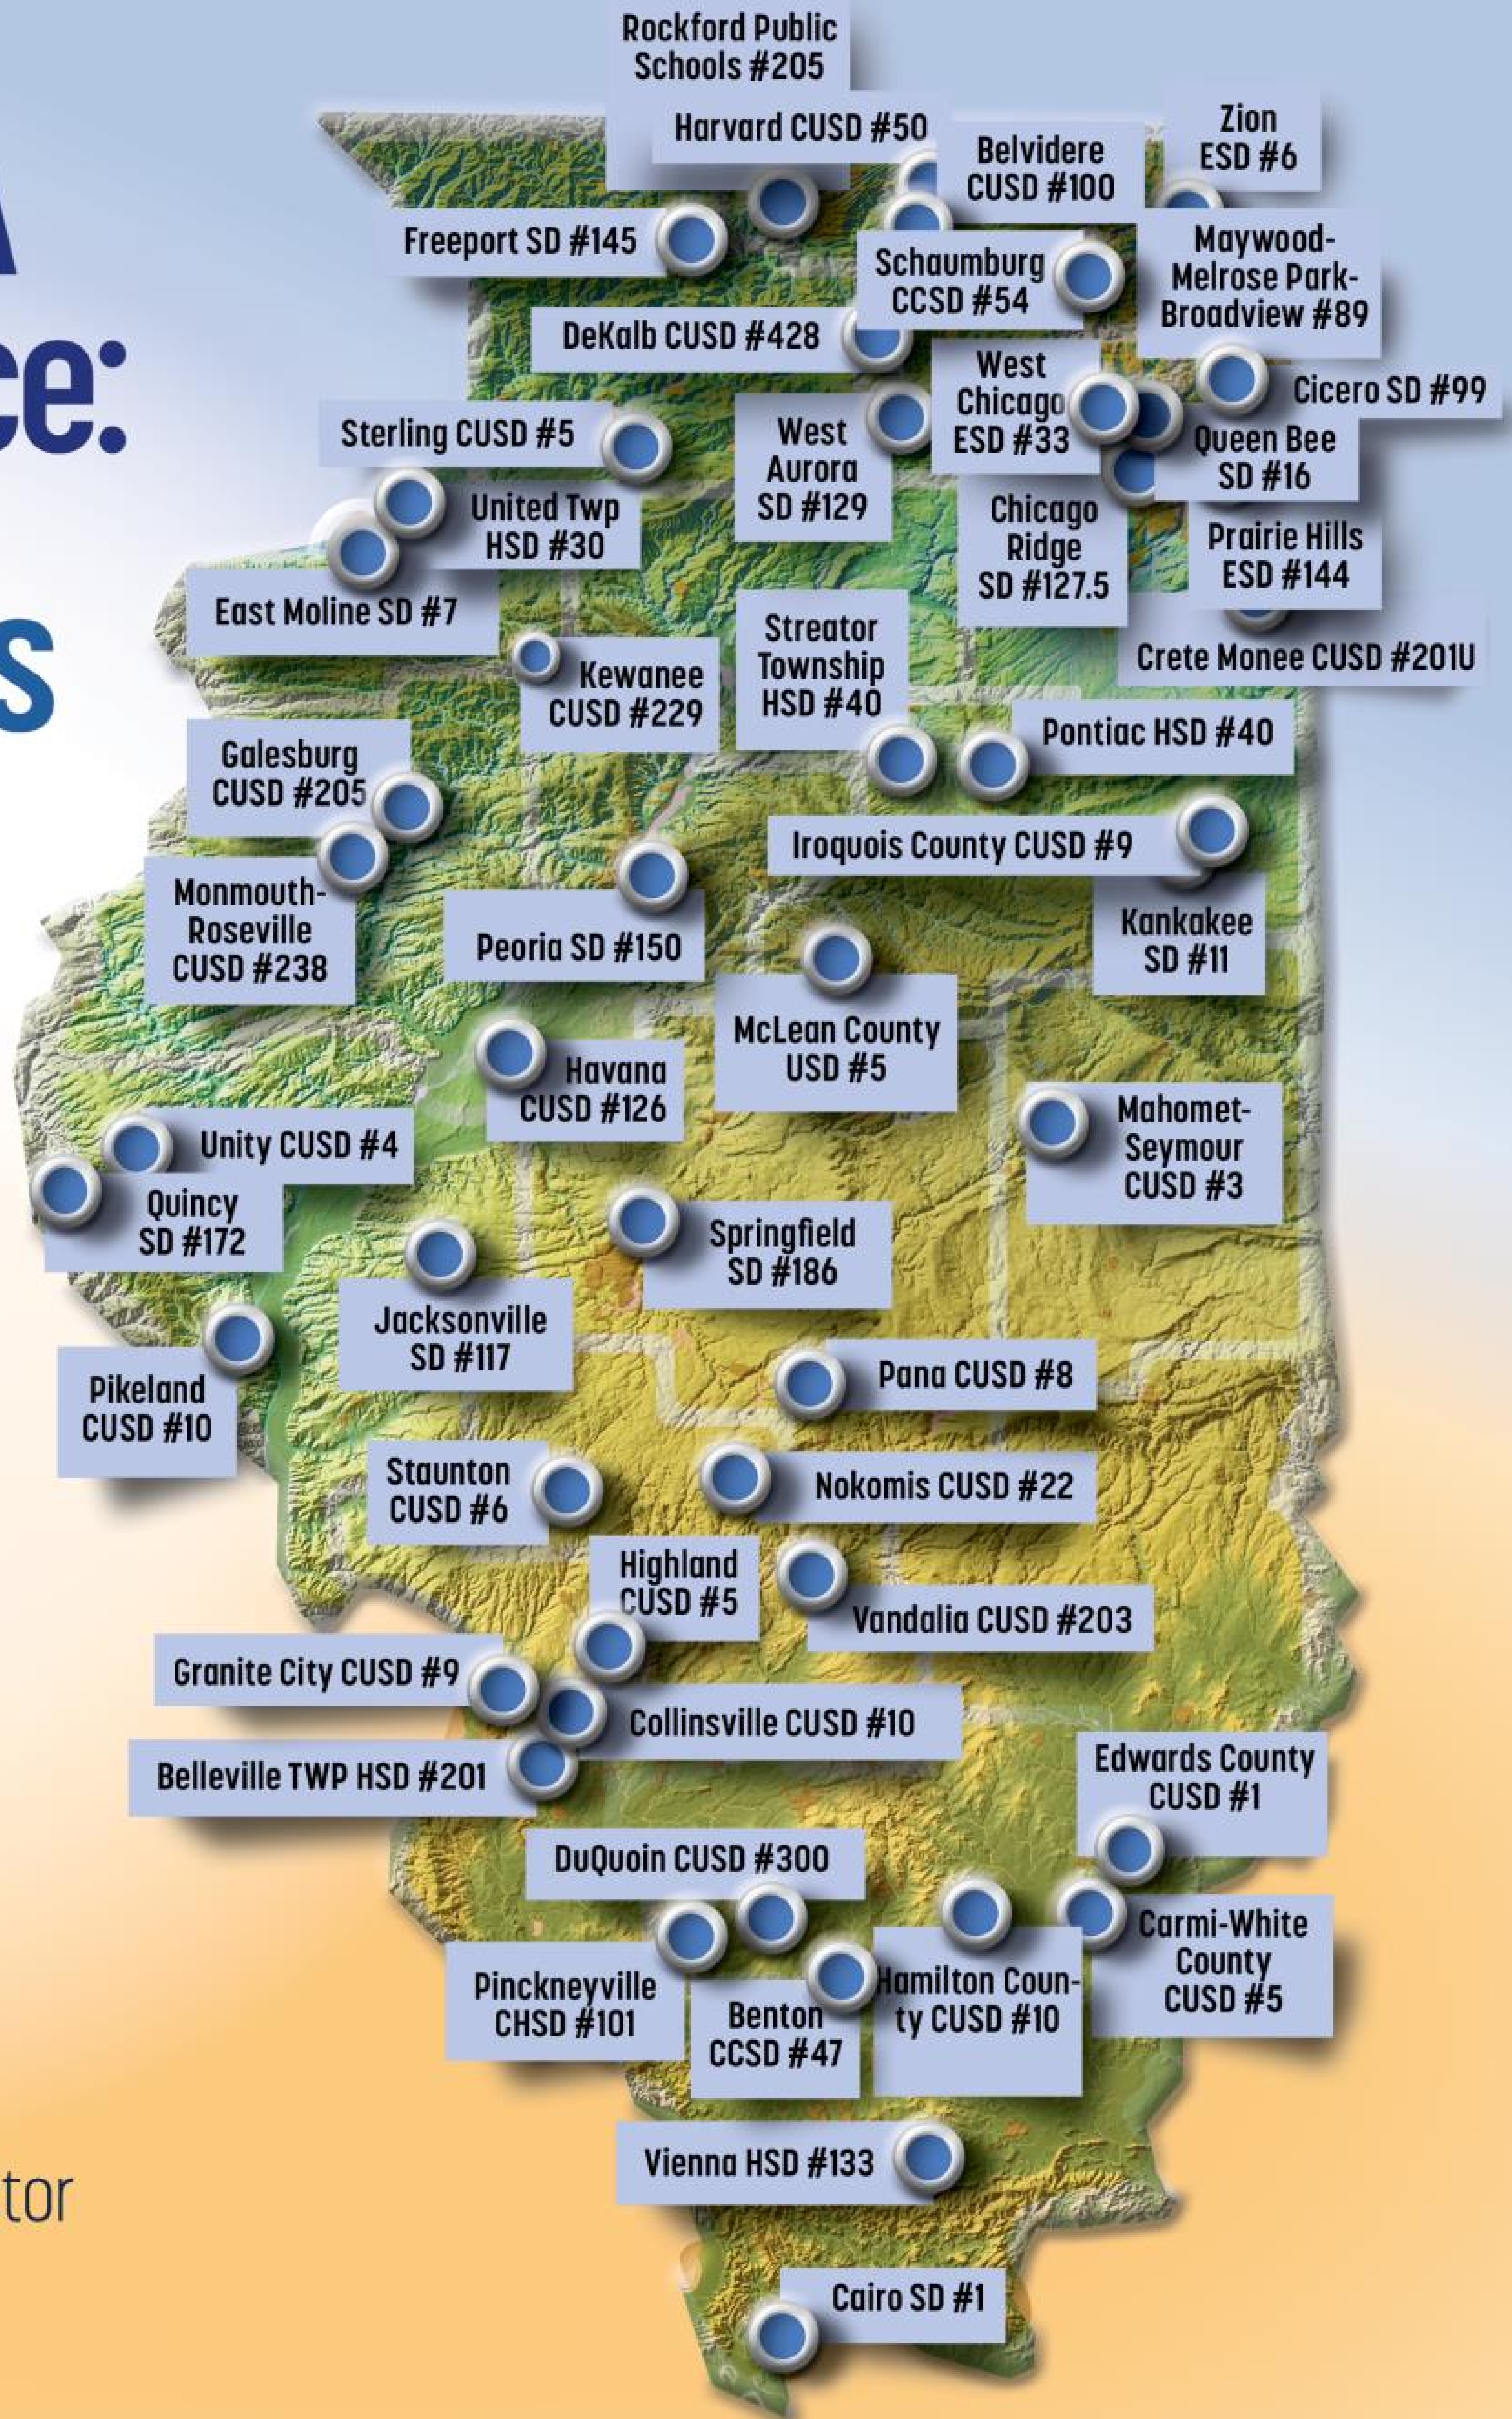 Rockford Public
Schools #205
Harvard CUSD #50
Zion
ESD #6
Belvidere
CUSD #100
Freeport SD #145
Schaumburg
CCSD #54
Maywood-
Melrose Park-
Broadview #89
DeKalb CUSD #428
ce:
West
Chicago
ESD #33
Cicero SD #99
Sterling CUSD #5
West
Aurora
SD #129
Queen Bee
SD #16
United Twp
HSD #30
Chicago
Ridge
SD #127.5
Prairie Hills
ESD #144
East Moline SD #7
s
Streator
Township
HSD #40
Crete Monee CUSD #201U
Kewanee
CUSD #229
Pontiac HSD #40
Galesburg
CUSD #205
Iroquois County CUSD #9
Monmouth-
Roseville
CUSD #238
Peoria SD #150
Kankakee
SD #11
McLean County
USD #5
Havana
CUSD #126
Mahomet-
Seymour
CUSD #3
Unity CUSD #4
Quincy
SD #172
Springfield
SD #186
Jacksonville
SD #117
Pana CUSD #8
Pikeland
CUSD #10
Staunton
CUSD #6
Nokomis CUSD #22
Highland
CUSD #5
Vandalia CUSD #203
Granite City CUSD #9
Collinsville CUSD #10
Belleville TWP HSD #201
Edwards County
CUSD #1
DuQuoin CUSD #300
Carmi-White
County
CUSD #5
Pinckneyville
CHSD #101
Benton
CCSD #47
Hamilton Coun-
ty CUSD #10
Vienna HSD #133
tor
Cairo SD #1